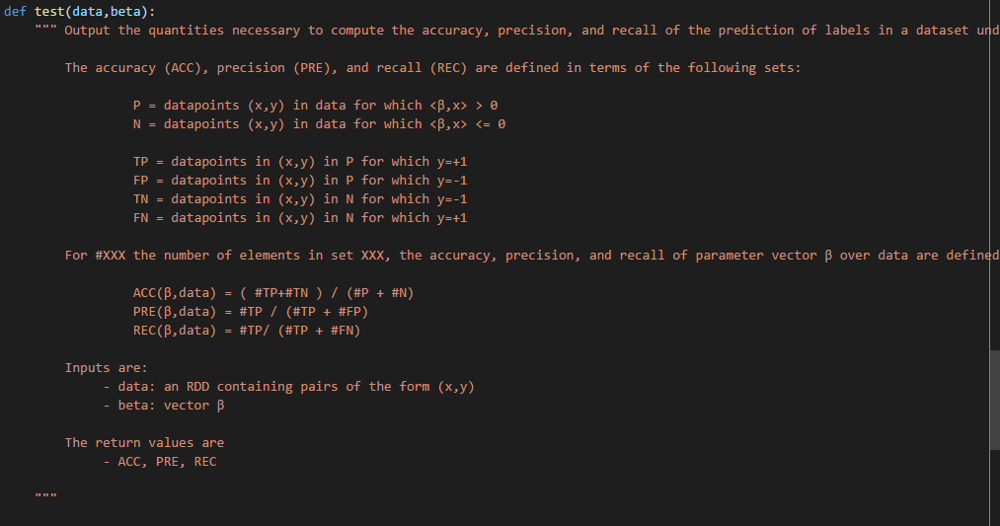 def test(data,beta):
""" Output the quantities necessary to compute the accuracy, precision, and recall of the prediction of labels in a dataset und
The accuracy (ACC), precision (PRE), and recall (REC) are defined in terms of the following sets:
P = datapoints (x,y) in data for which <β,x> > 0
N = datapoints (x,y) in data for which <β,x> <= 0
TP = datapoints in (x,y) in P for which y=+1
FP = datapoints in (x,y) in P for which y=-1
TN = datapoints in (x,y) in N for which y=-1
FN = datapoints in (x,y) in N for which y=+1
For #XXX the number of elements in set XXX, the accuracy, precision, and recall of parameter vector β over data are defined
ACC(β,data) = ( #TP+#TN ) / (#P + #N)
PRE(β,data) = #TP / (#TP + #FP)
REC(β,data) = #TP/ (#TP + #FN)
Inputs are:
- data: an RDD containing pairs of the form (x,y)
- beta: vector β
The return values are
- ACC, PRE, REC
"""